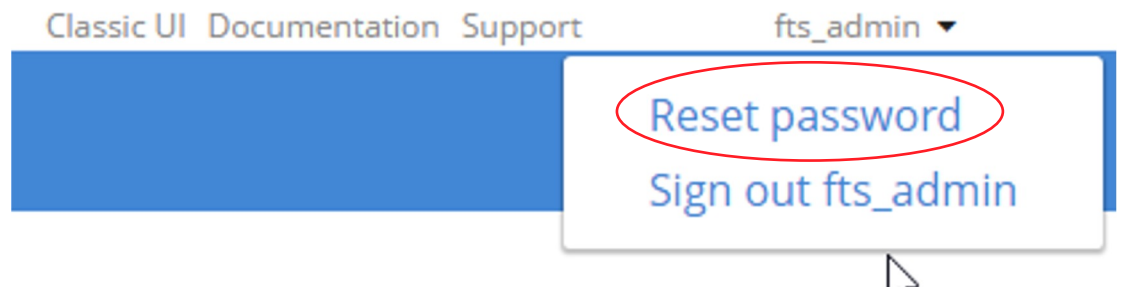 Classic UI Documentation Support fts_admin
Reset password
Sign out fts_admin